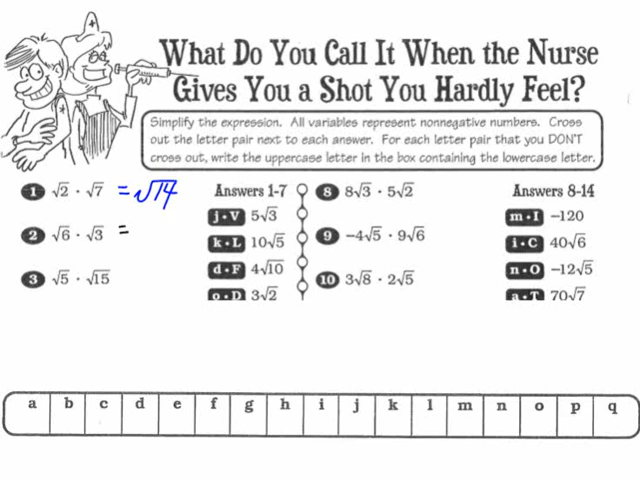 What Do You Call It When the Nurse
Gives You a Shot You Hardly Feel?
Simplify the expression. All variables represent nonnegative numbers. Cross
out the letter pair next to each answer. For each letter pair that you DON'T
cross out, write the uppercase letter in the box containing the lowercase letter.
1 √2 · √7 = √14
2 √6 · √3 =
3 √5 · √15
Answers 1-7
j • V 5√3
k • L 10√5
d • F 4√10
o • D 3√2
8 8√3 · 5√2
9 −4√5 · 9√6
10 3√8 · 2√5
Answers 8-14
m • I −120
i • C 40√6
n • O −12√5
a • T 70√7
a b c d e f g h i j k l m n o p q